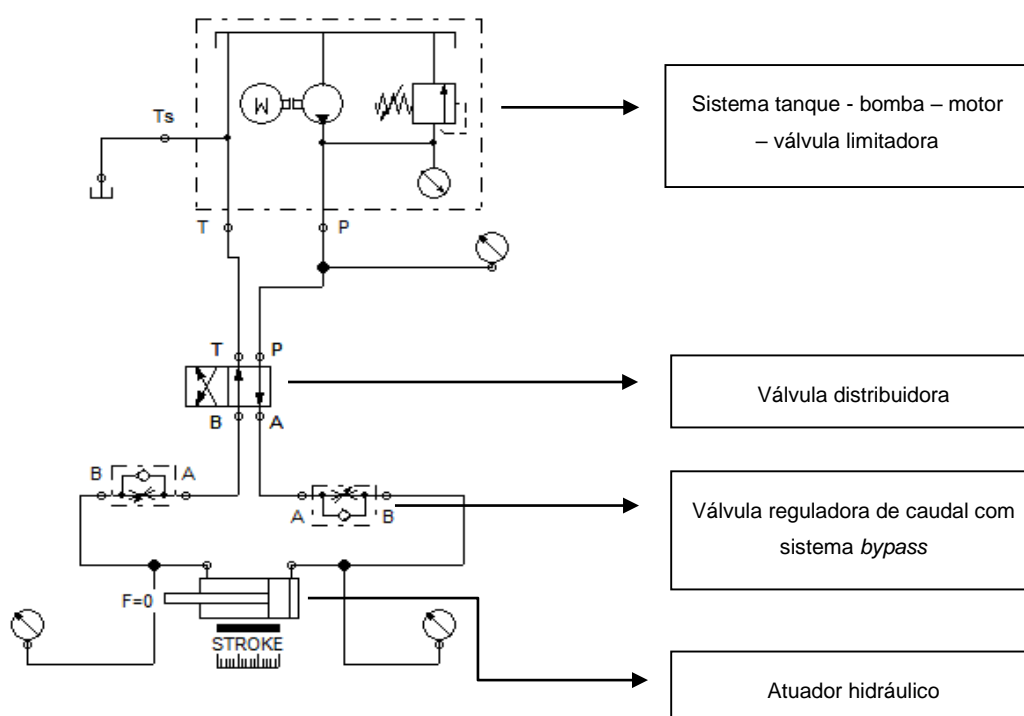 Sistema tanque - bomba – motor
– válvula limitadora
Ts
M
T
P
T P
Válvula distribuidora
B A
B A
A B
Válvula reguladora de caudal com
sistema bypass
F=0
STROKE
Atuador hidráulico